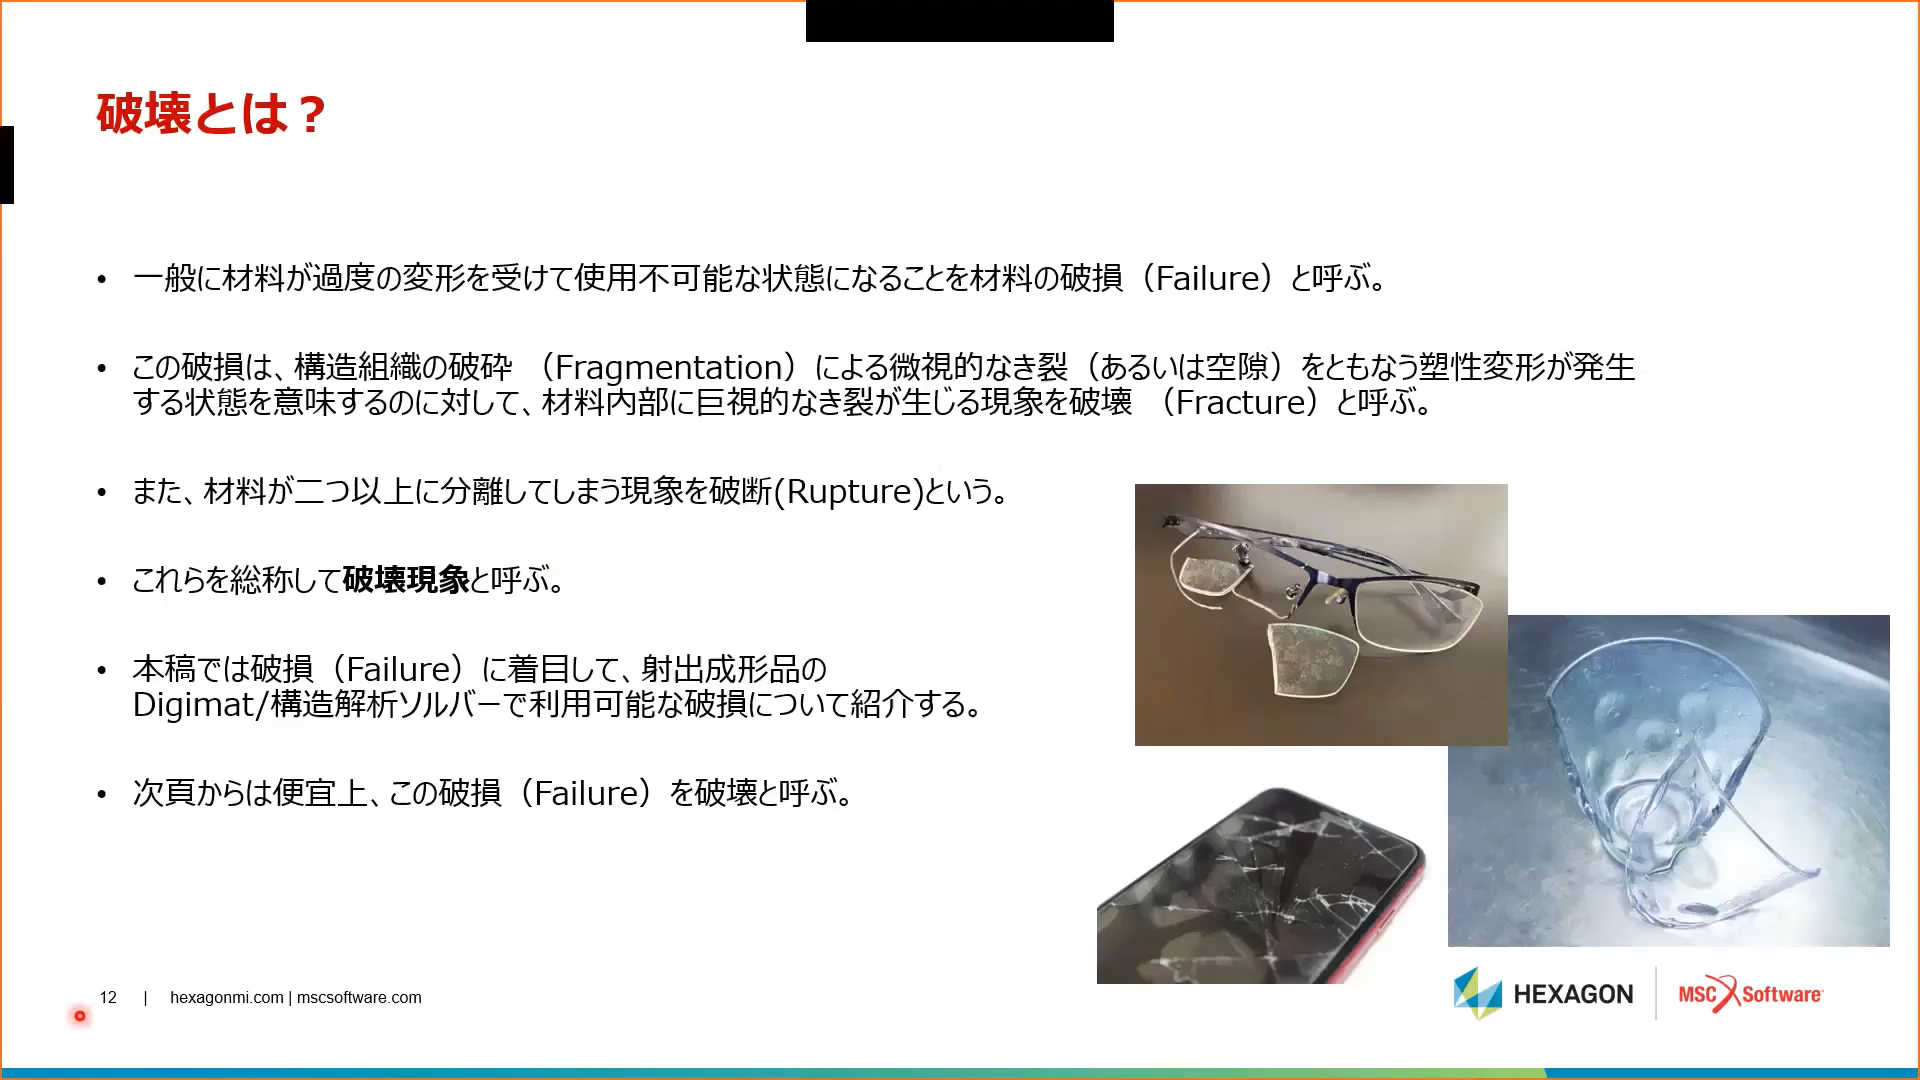 破壊とは？
• 一般に材料が過度の変形を受けて使用不可能な状態になることを材料の破損（Failure）と呼ぶ。
• この破損は、構造組織の破砕 （Fragmentation）による微視的なき裂（あるいは空隙）をともなう塑性変形が発生
する状態を意味するのに対して、材料内部に巨視的なき裂が生じる現象を破壊 （Fracture）と呼ぶ。
• また、材料が二つ以上に分離してしまう現象を破断(Rupture)という。
• これらを総称して破壊現象と呼ぶ。
• 本稿では破損（Failure）に着目して、射出成形品の
Digimat/構造解析ソルバーで利用可能な破損について紹介する。
• 次頁からは便宜上、この破損（Failure）を破壊と呼ぶ。
12 | hexagonmi.com | mscsoftware.com
HEXAGON
MSC Software